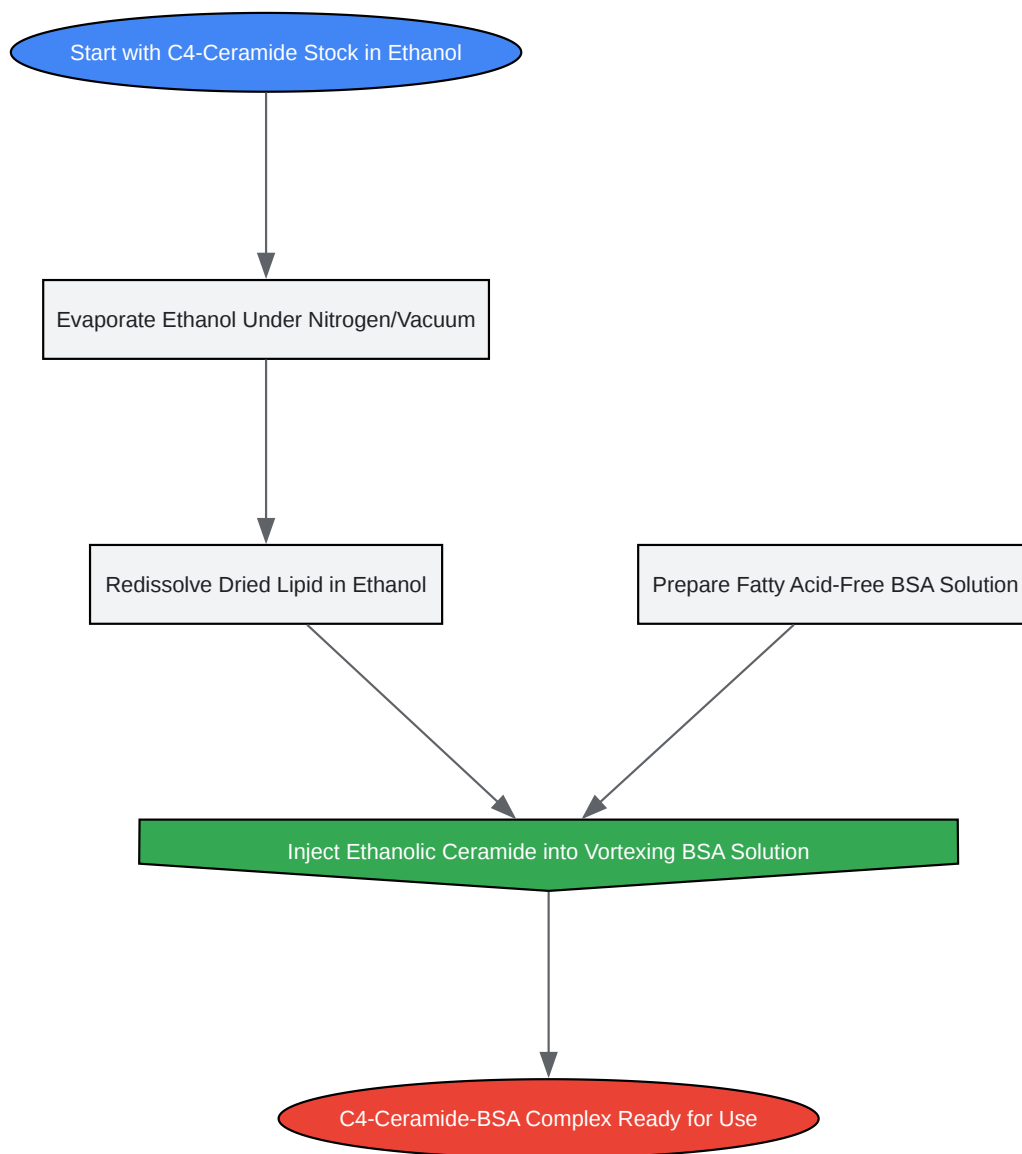 Start with C4-Ceramide Stock in Ethanol
Evaporate Ethanol Under Nitrogen/Vacuum
Redissolve Dried Lipid in Ethanol
Prepare Fatty Acid-Free BSA Solution
Inject Ethanolic Ceramide into Vortexing BSA Solution
C4-Ceramide-BSA Complex Ready for Use